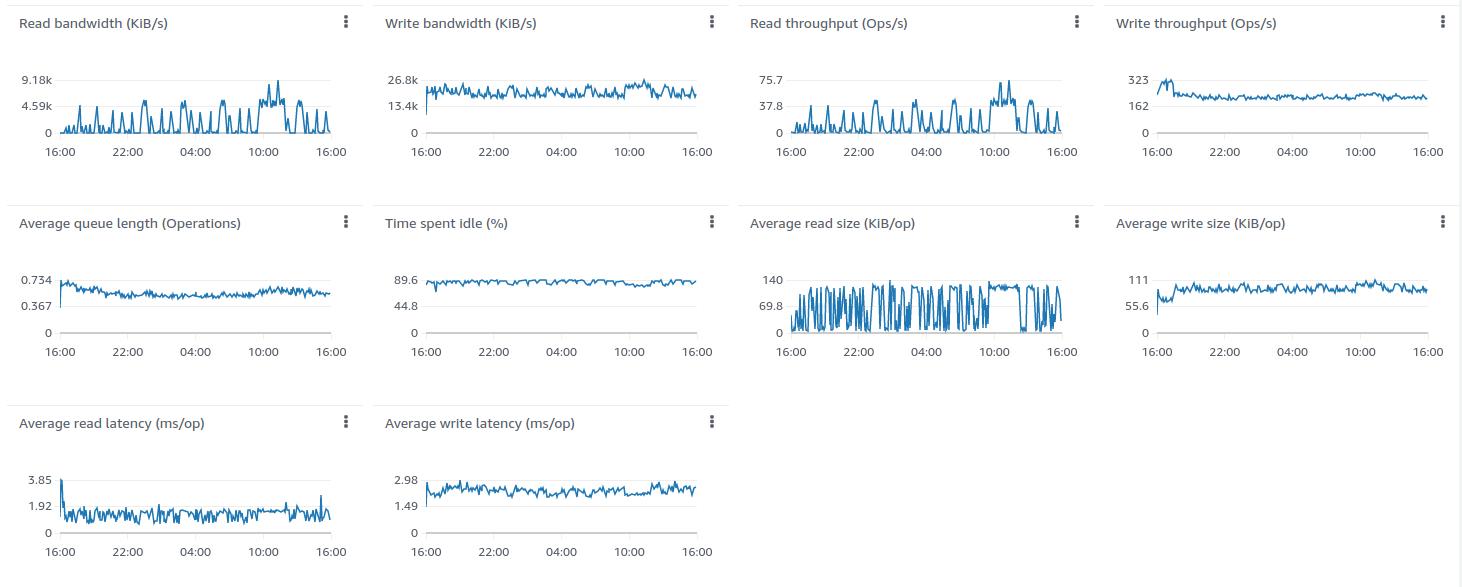 Read bandwidth (KiB/s)
9.18k
4.59k
0
16:00 22:00 04:00 10:00 16:00
Write bandwidth (KiB/s)
26.8k
13.4k
0
16:00 22:00 04:00 10:00 16:00
Read throughput (Ops/s)
75.7
37.8
0
16:00 22:00 04:00 10:00 16:00
Write throughput (Ops/s)
323
162
0
16:00 22:00 04:00 10:00 16:00
Average queue length (Operations)
0.734
0.367
0
16:00 22:00 04:00 10:00 16:00
Time spent idle (%)
89.6
44.8
0
16:00 22:00 04:00 10:00 16:00
Average read size (KiB/op)
140
69.8
0
16:00 22:00 04:00 10:00 16:00
Average write size (KiB/op)
111
55.6
0
16:00 22:00 04:00 10:00 16:00
Average read latency (ms/op)
3.85
1.92
0
16:00 22:00 04:00 10:00 16:00
Average write latency (ms/op)
2.98
1.49
0
16:00 22:00 04:00 10:00 16:00